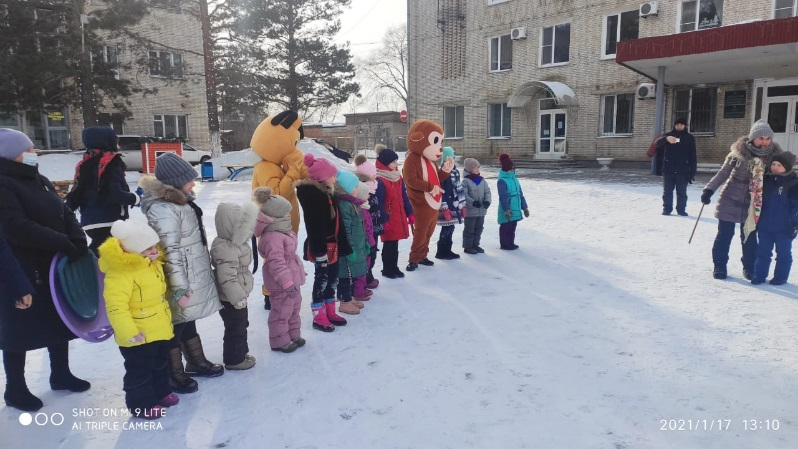 SHOT ON MI 9 LITE
AI TRIPLE CAMERA
2021/1/17 13:10